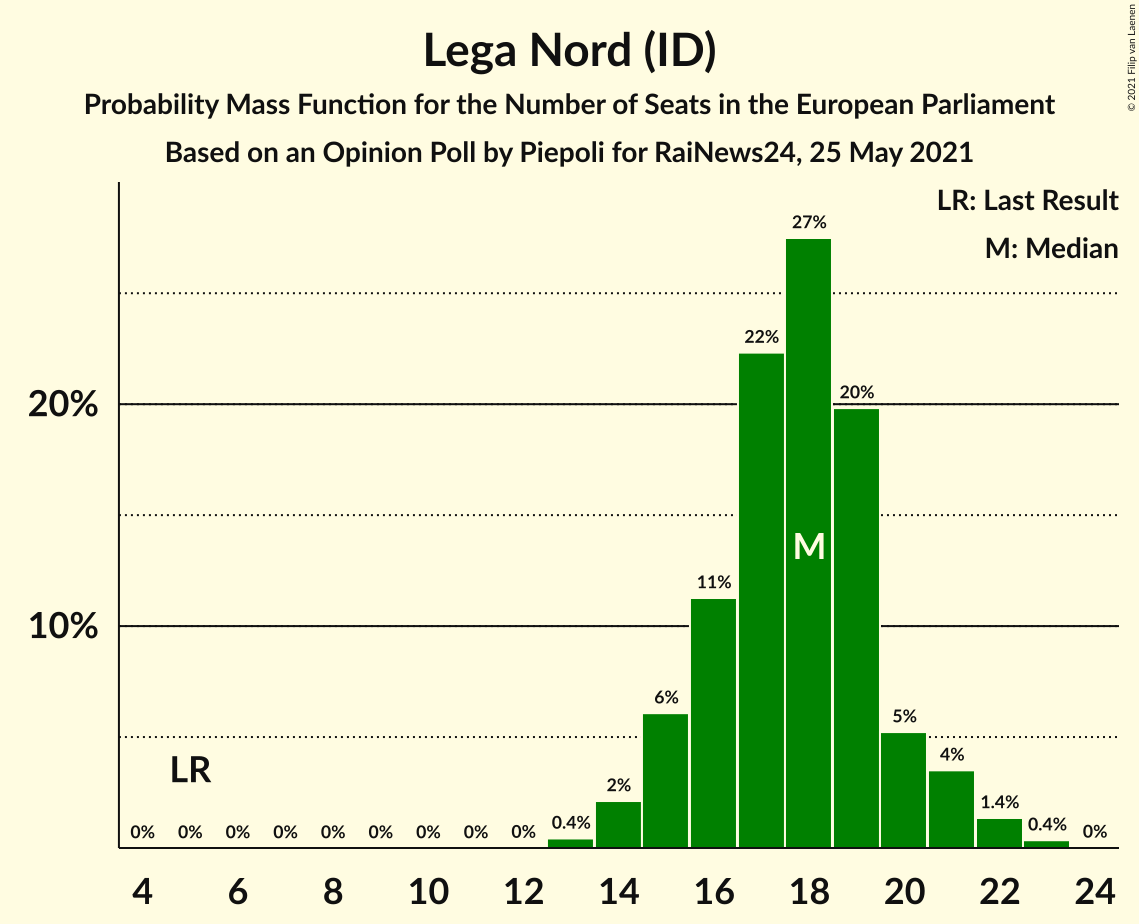 Lega Nord (ID)
Probability Mass Function for the Number of Seats in the European Parliament
Based on an Opinion Poll by Piepoli for RaiNews24, 25 May 2021
© 2021 Filip van Laenen
LR: Last Result
M: Median
27%
22%
20%
20%
M
11%
10%
6%
5%
4%
LR
2%
1.4%
0% 0% 0% 0% 0% 0% 0% 0% 0% 0.4% 0.4% 0%
4 6 8 10 12 14 16 18 20 22 24